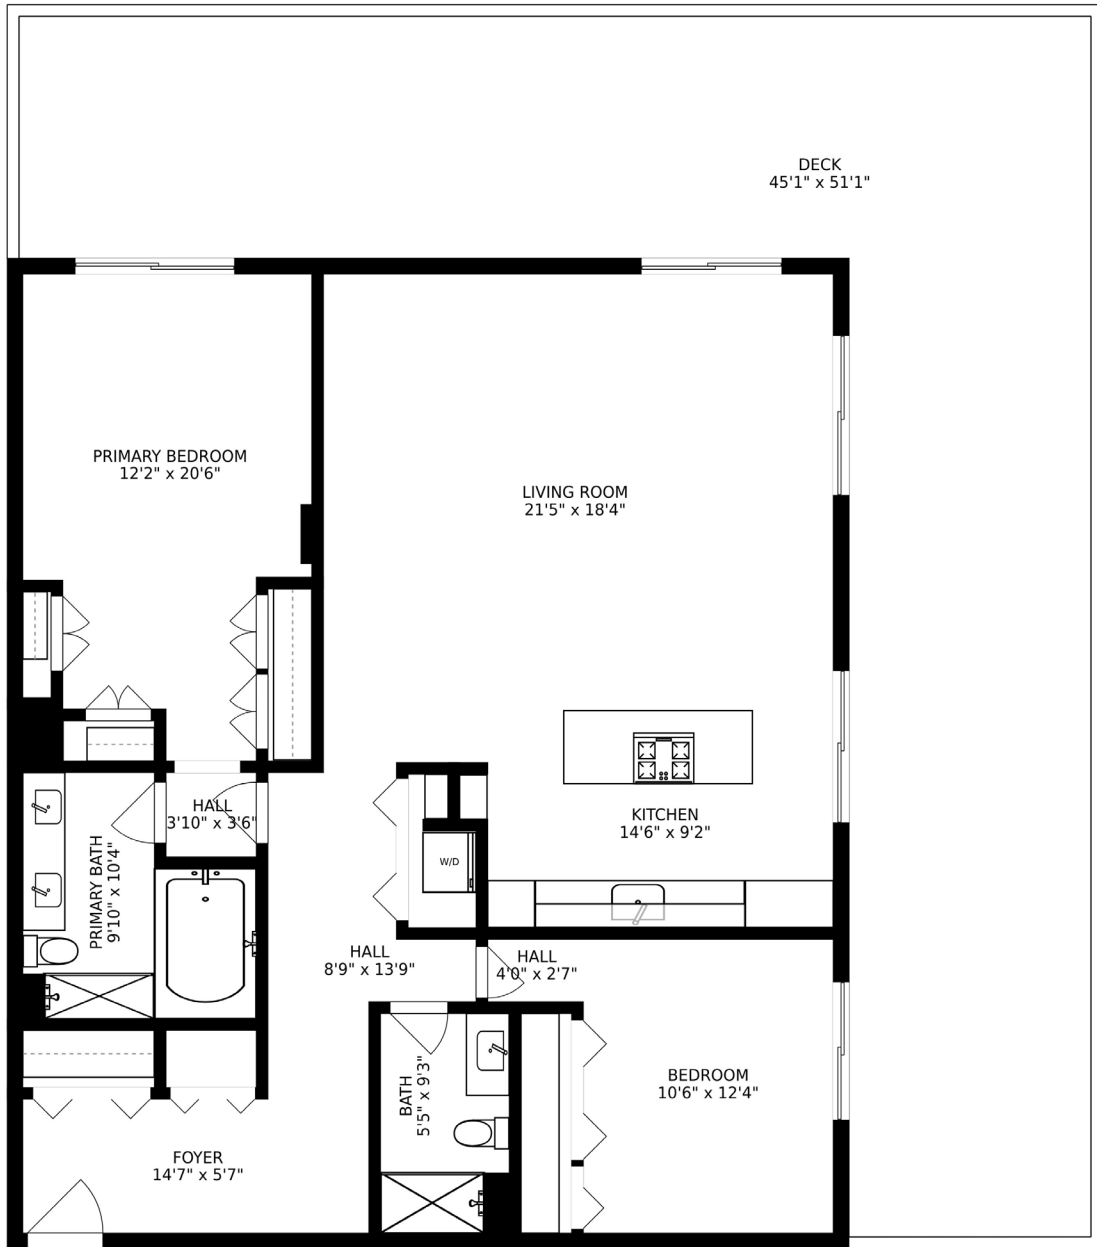 DECK
45'1" x 51'1"
PRIMARY BEDROOM
12'2" x 20'6"
LIVING ROOM
21'5" x 18'4"
HALL
3'10" x 3'6"
KITCHEN
14'6" x 9'2"
PRIMARY BATH
9'10" x 10'4"
W/D
HALL
8'9" x 13'9"
HALL
4'0" x 2'7"
BATH
5'5" x 9'3"
BEDROOM
10'6" x 12'4"
FOYER
14'7" x 5'7"